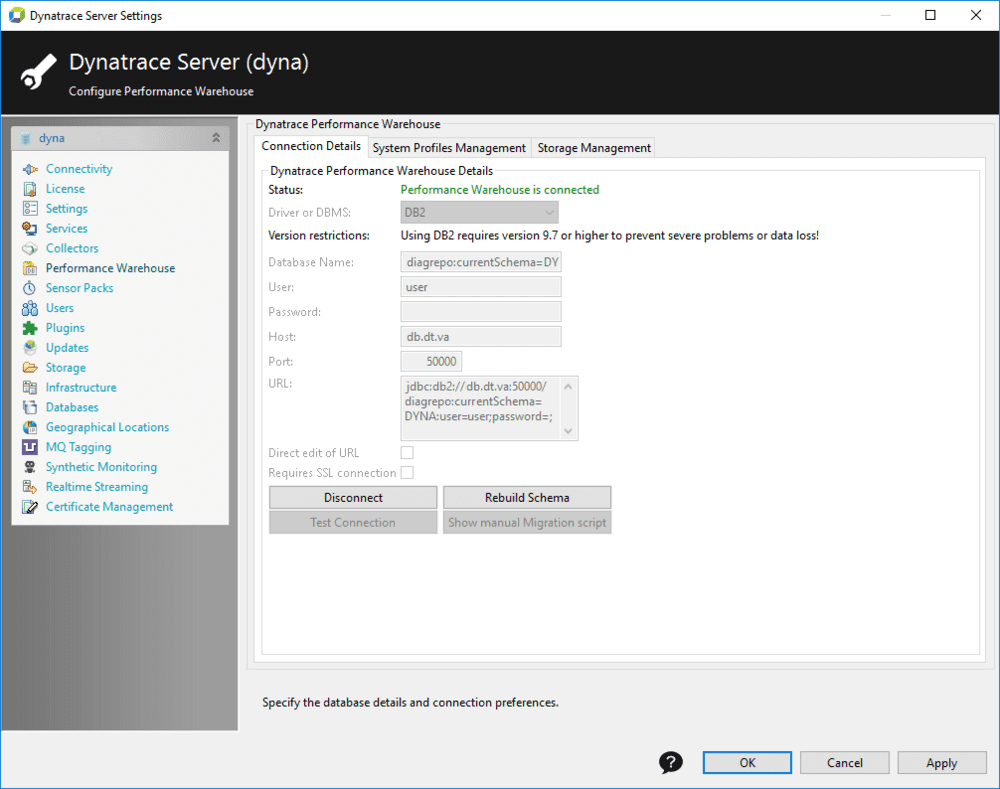 Dynatrace Server Settings
Dynatrace Server (dyna)
Configure Performance Warehouse
dyna
Connectivity
License
Settings
Services
Collectors
Performance Warehouse
Sensor Packs
Users
Plugins
Updates
Storage
Infrastructure
Databases
Geographical Locations
MQ Tagging
Synthetic Monitoring
Realtime Streaming
Certificate Management
Dynatrace Performance Warehouse
Connection Details System Profiles Management Storage Management
Dynatrace Performance Warehouse Details
Status: Performance Warehouse is connected
Driver or DBMS: DB2
Version restrictions: Using DB2 requires version 9.7 or higher to prevent severe problems or data loss!
Database Name: diagrepo:currentSchema=DY
User: user
Password:
Host: db.dt.va
Port: 50000
URL: jdbc:db2://db.dt.va:50000/
diagrepo:currentSchema=
DYNA:user=user;password=;
Direct edit of URL
Requires SSL connection
Disconnect Rebuild Schema
Test Connection Show manual Migration script
Specify the database details and connection preferences.
? OK Cancel Apply